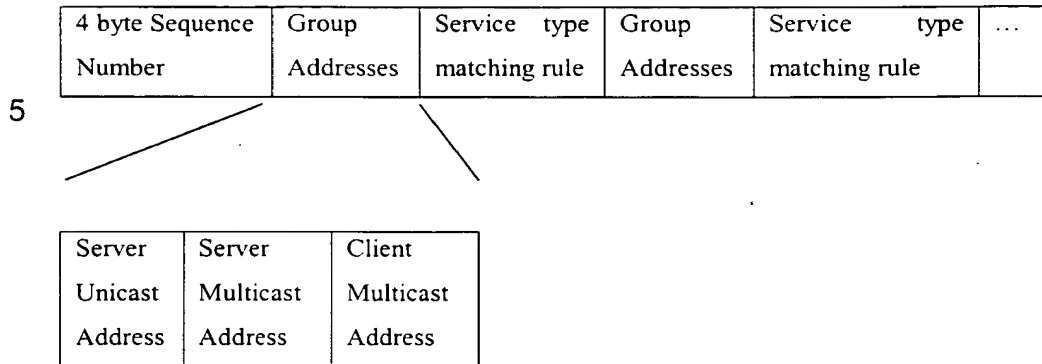 4 byte Sequence Group Service type Group Service type ...
Number Addresses matching rule Addresses matching rule
5
Server Server Client
Unicast Multicast Multicast
Address Address Address